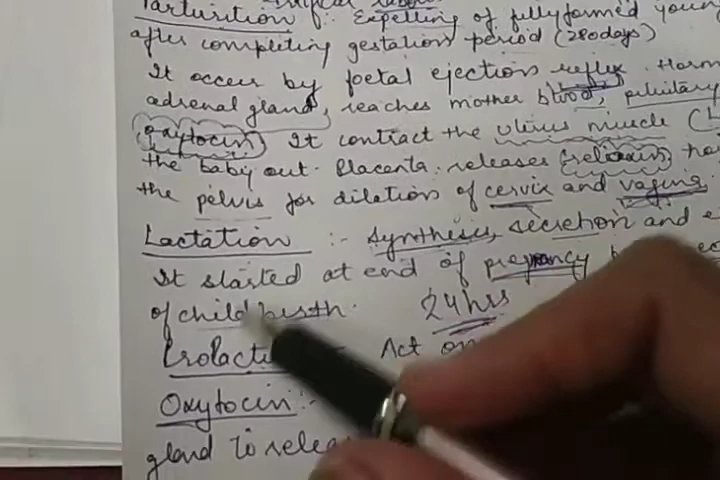 Parturition :- Expelling of fully formed young
after completing gestation period (280days)
It occer by foetal ejection reflex. Harm
adrenal gland, reaches mother blood, pituitary
(oxytocin) It contract the uterus muscle (
the baby out. Placenta releases (relaxin) ha
the pelvis for dilation of cervix and vagina.
Lactation :- Synthesis, secretion and e
It started at end of pregnancy
of child birth. 24hrs
Act on
Oxytocin :-
gland to relea